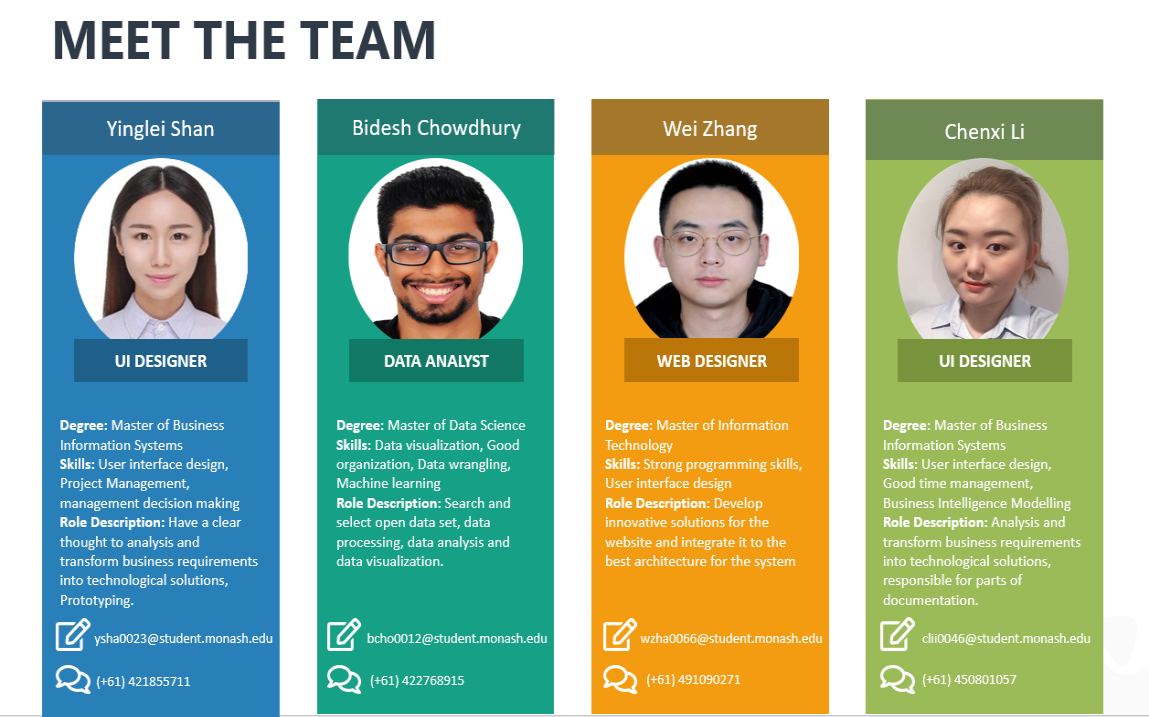 MEET THE TEAM
Yinglei Shan
UI DESIGNER
Degree: Master of Business
Information Systems
Skills: User interface design,
Project Management,
management decision making
Role Description: Have a clear
thought to analysis and
transform business requirements
into technological solutions,
Prototyping.
ysha0023@student.monash.edu
(+61) 421855711
Bidesh Chowdhury
DATA ANALYST
Degree: Master of Data Science
Skills: Data visualization, Good
organization, Data wrangling,
Machine learning
Role Description: Search and
select open data set, data
processing, data analysis and
data visualization.
bcho0012@student.monash.edu
(+61) 422768915
Wei Zhang
WEB DESIGNER
Degree: Master of Information
Technology
Skills: Strong programming skills,
User interface design
Role Description: Develop
innovative solutions for the
website and integrate it to the
best architecture for the system
wzha0066@student.monash.edu
(+61) 491090271
Chenxi Li
UI DESIGNER
Degree: Master of Business
Information Systems
Skills: User interface design,
Good time management,
Business Intelligence Modelling
Role Description: Analysis and
transform business requirements
into technological solutions,
responsible for parts of
documentation.
clii0046@student.monash.edu
(+61) 450801057